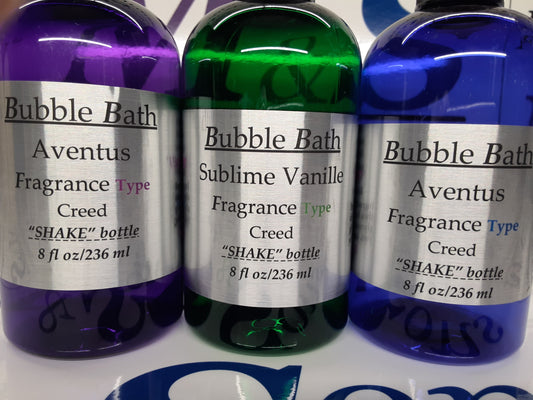 Bubble Bath
Aventus
Fragrance Type
Creed
"SHAKE" bottle
8 fl oz/236 ml
Bubble Bath
Sublime Vanille
Fragrance Type
Creed
"SHAKE" bottle
8 fl oz/236 ml
Bubble Bath
Aventus
Fragrance Type
Creed
"SHAKE" bottle
8 fl oz/236 ml